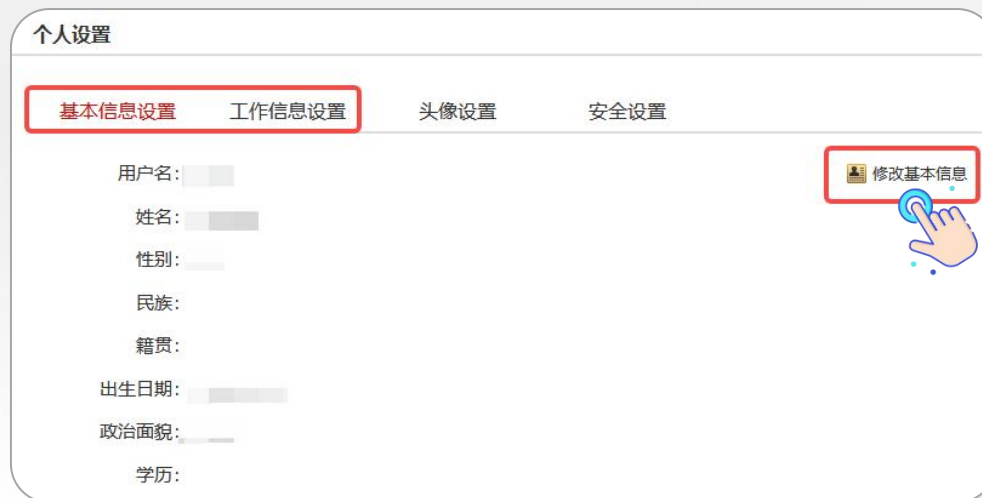 个人设置
基本信息设置 工作信息设置 头像设置 安全设置
用户名: 修改基本信息
姓名:
性别:
民族:
籍贯:
出生日期:
政治面貌:
学历: